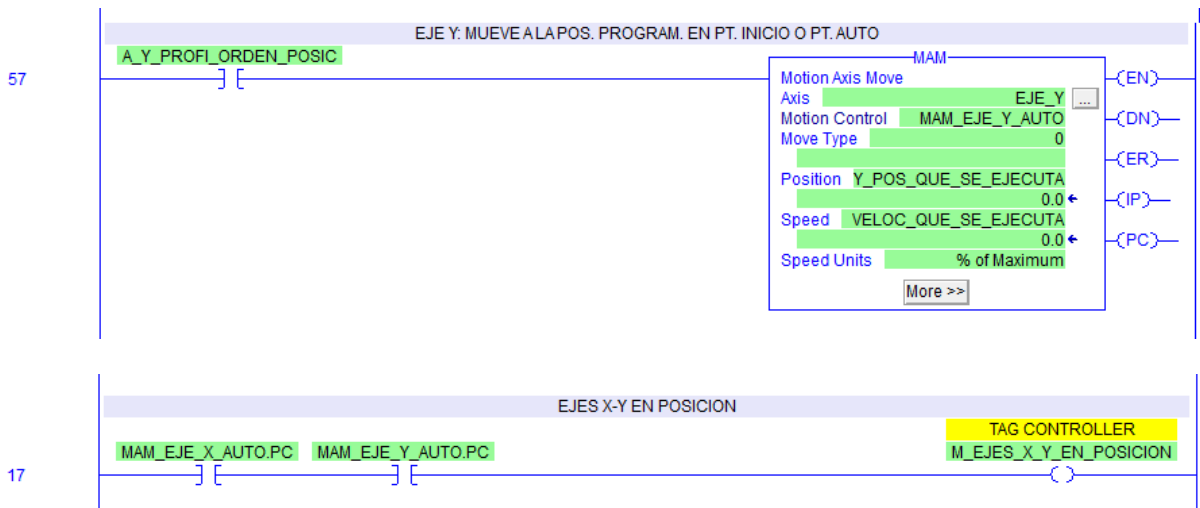 EJE Y: MUEVE A LA POS. PROGRAM. EN PT. INICIO O PT. AUTO
A_Y_PROFI_ORDEN_POSIC
57
MAM
Motion Axis Move
Axis EJE_Y ...
Motion Control MAM_EJE_Y_AUTO
Move Type 0
Position Y_POS_QUE_SE_EJECUTA
0.0
Speed VELOC_QUE_SE_EJECUTA
0.0
Speed Units % of Maximum
More >>
EN
DN
ER
IP
PC
EJES X-Y EN POSICION
TAG CONTROLLER
MAM_EJE_X_AUTO.PC MAM_EJE_Y_AUTO.PC M_EJES_X_Y_EN_POSICION
17